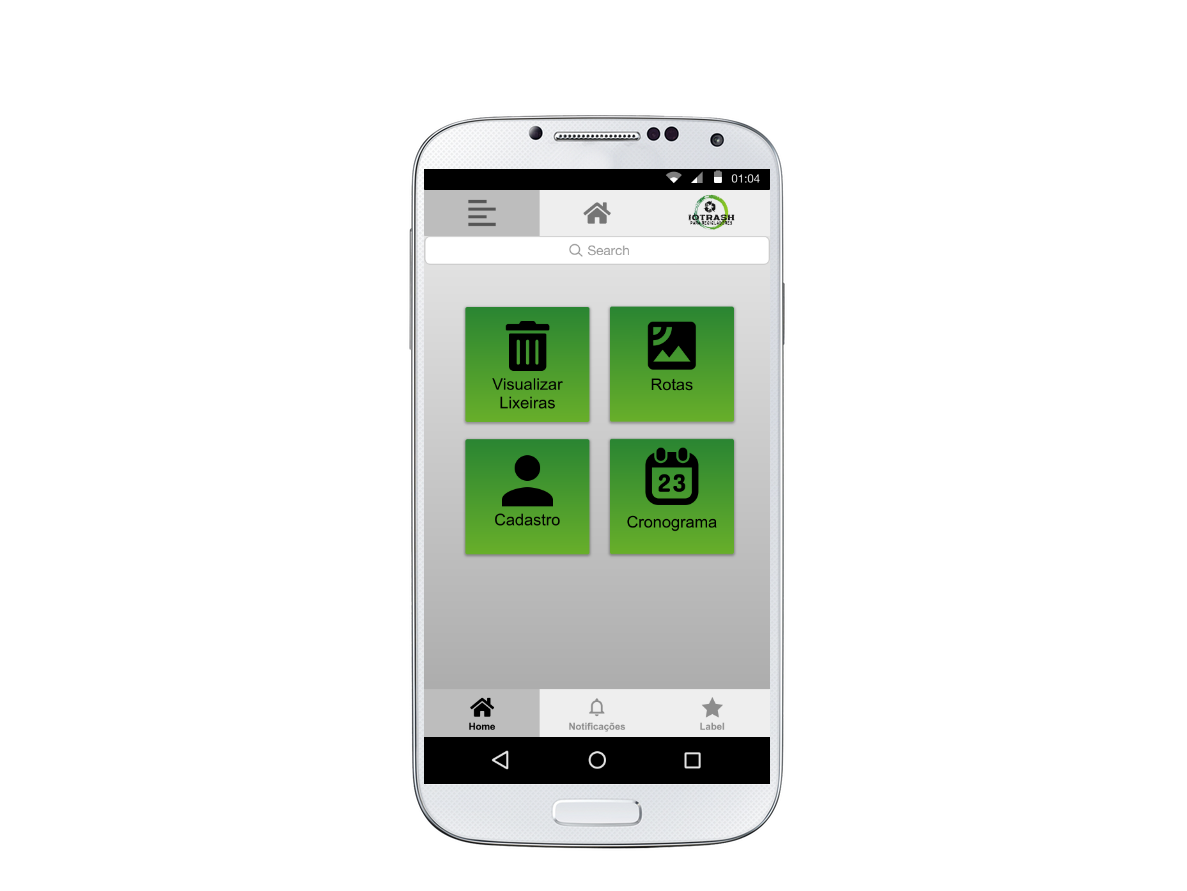 01:04
IOTRASH
Search
Visualizar
Lixeiras
Rotas
23
Cadastro
Cronograma
Home
Notificações
Label